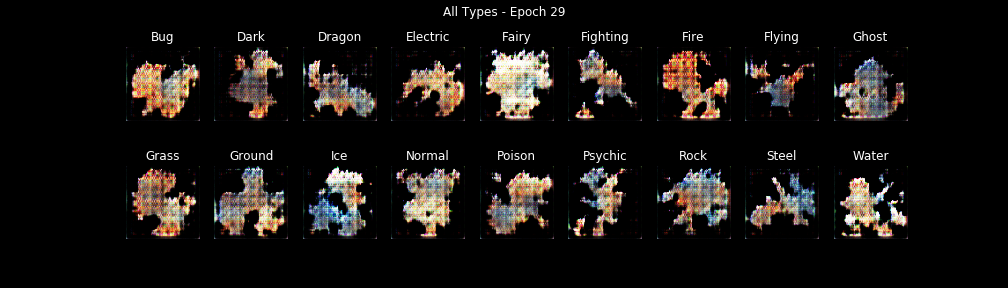 All Types - Epoch 29
Bug Dark Dragon Electric Fairy Fighting Fire Flying Ghost
Grass Ground Ice Normal Poison Psychic Rock Steel Water